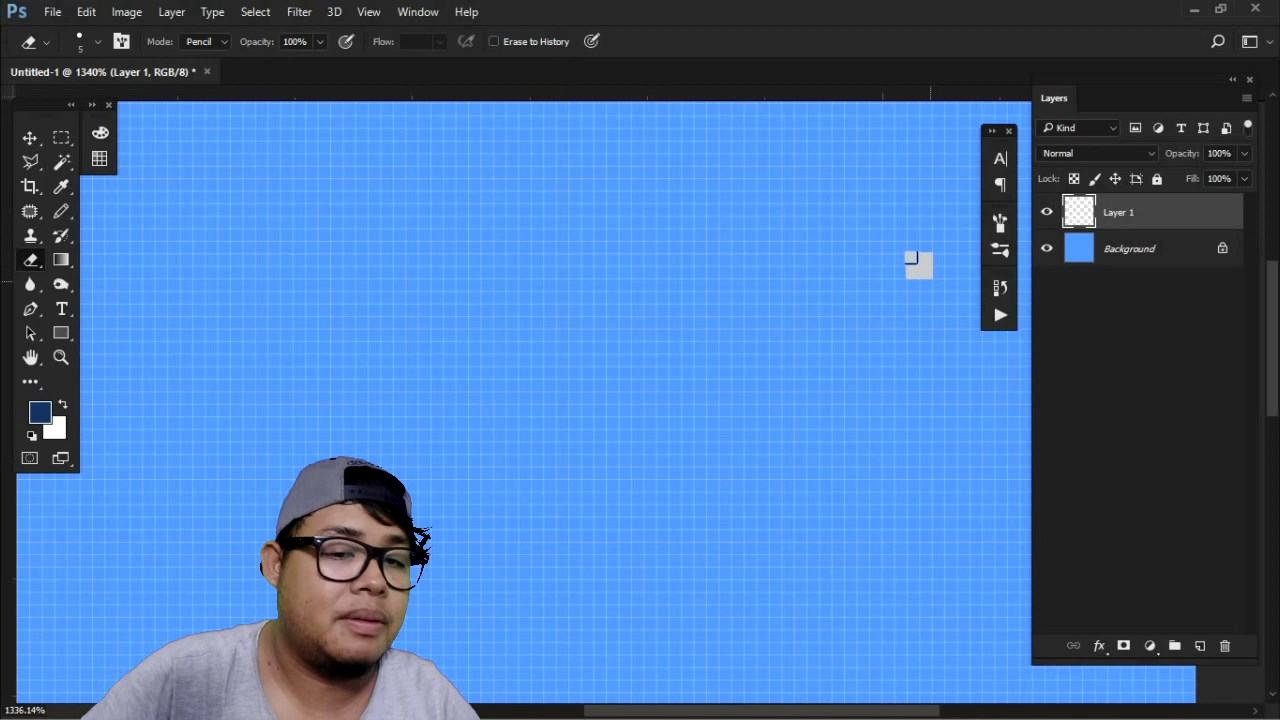 Ps File Edit Image Layer Type Select Filter 3D View Window Help
5 Mode: Pencil Opacity: 100% Flow: Erase to History
Untitled-1 @ 1340% (Layer 1, RGB/8) *
Layers
Kind
Normal Opacity: 100%
Lock: Fill: 100%
Layer 1
Background
fx
1336.14%